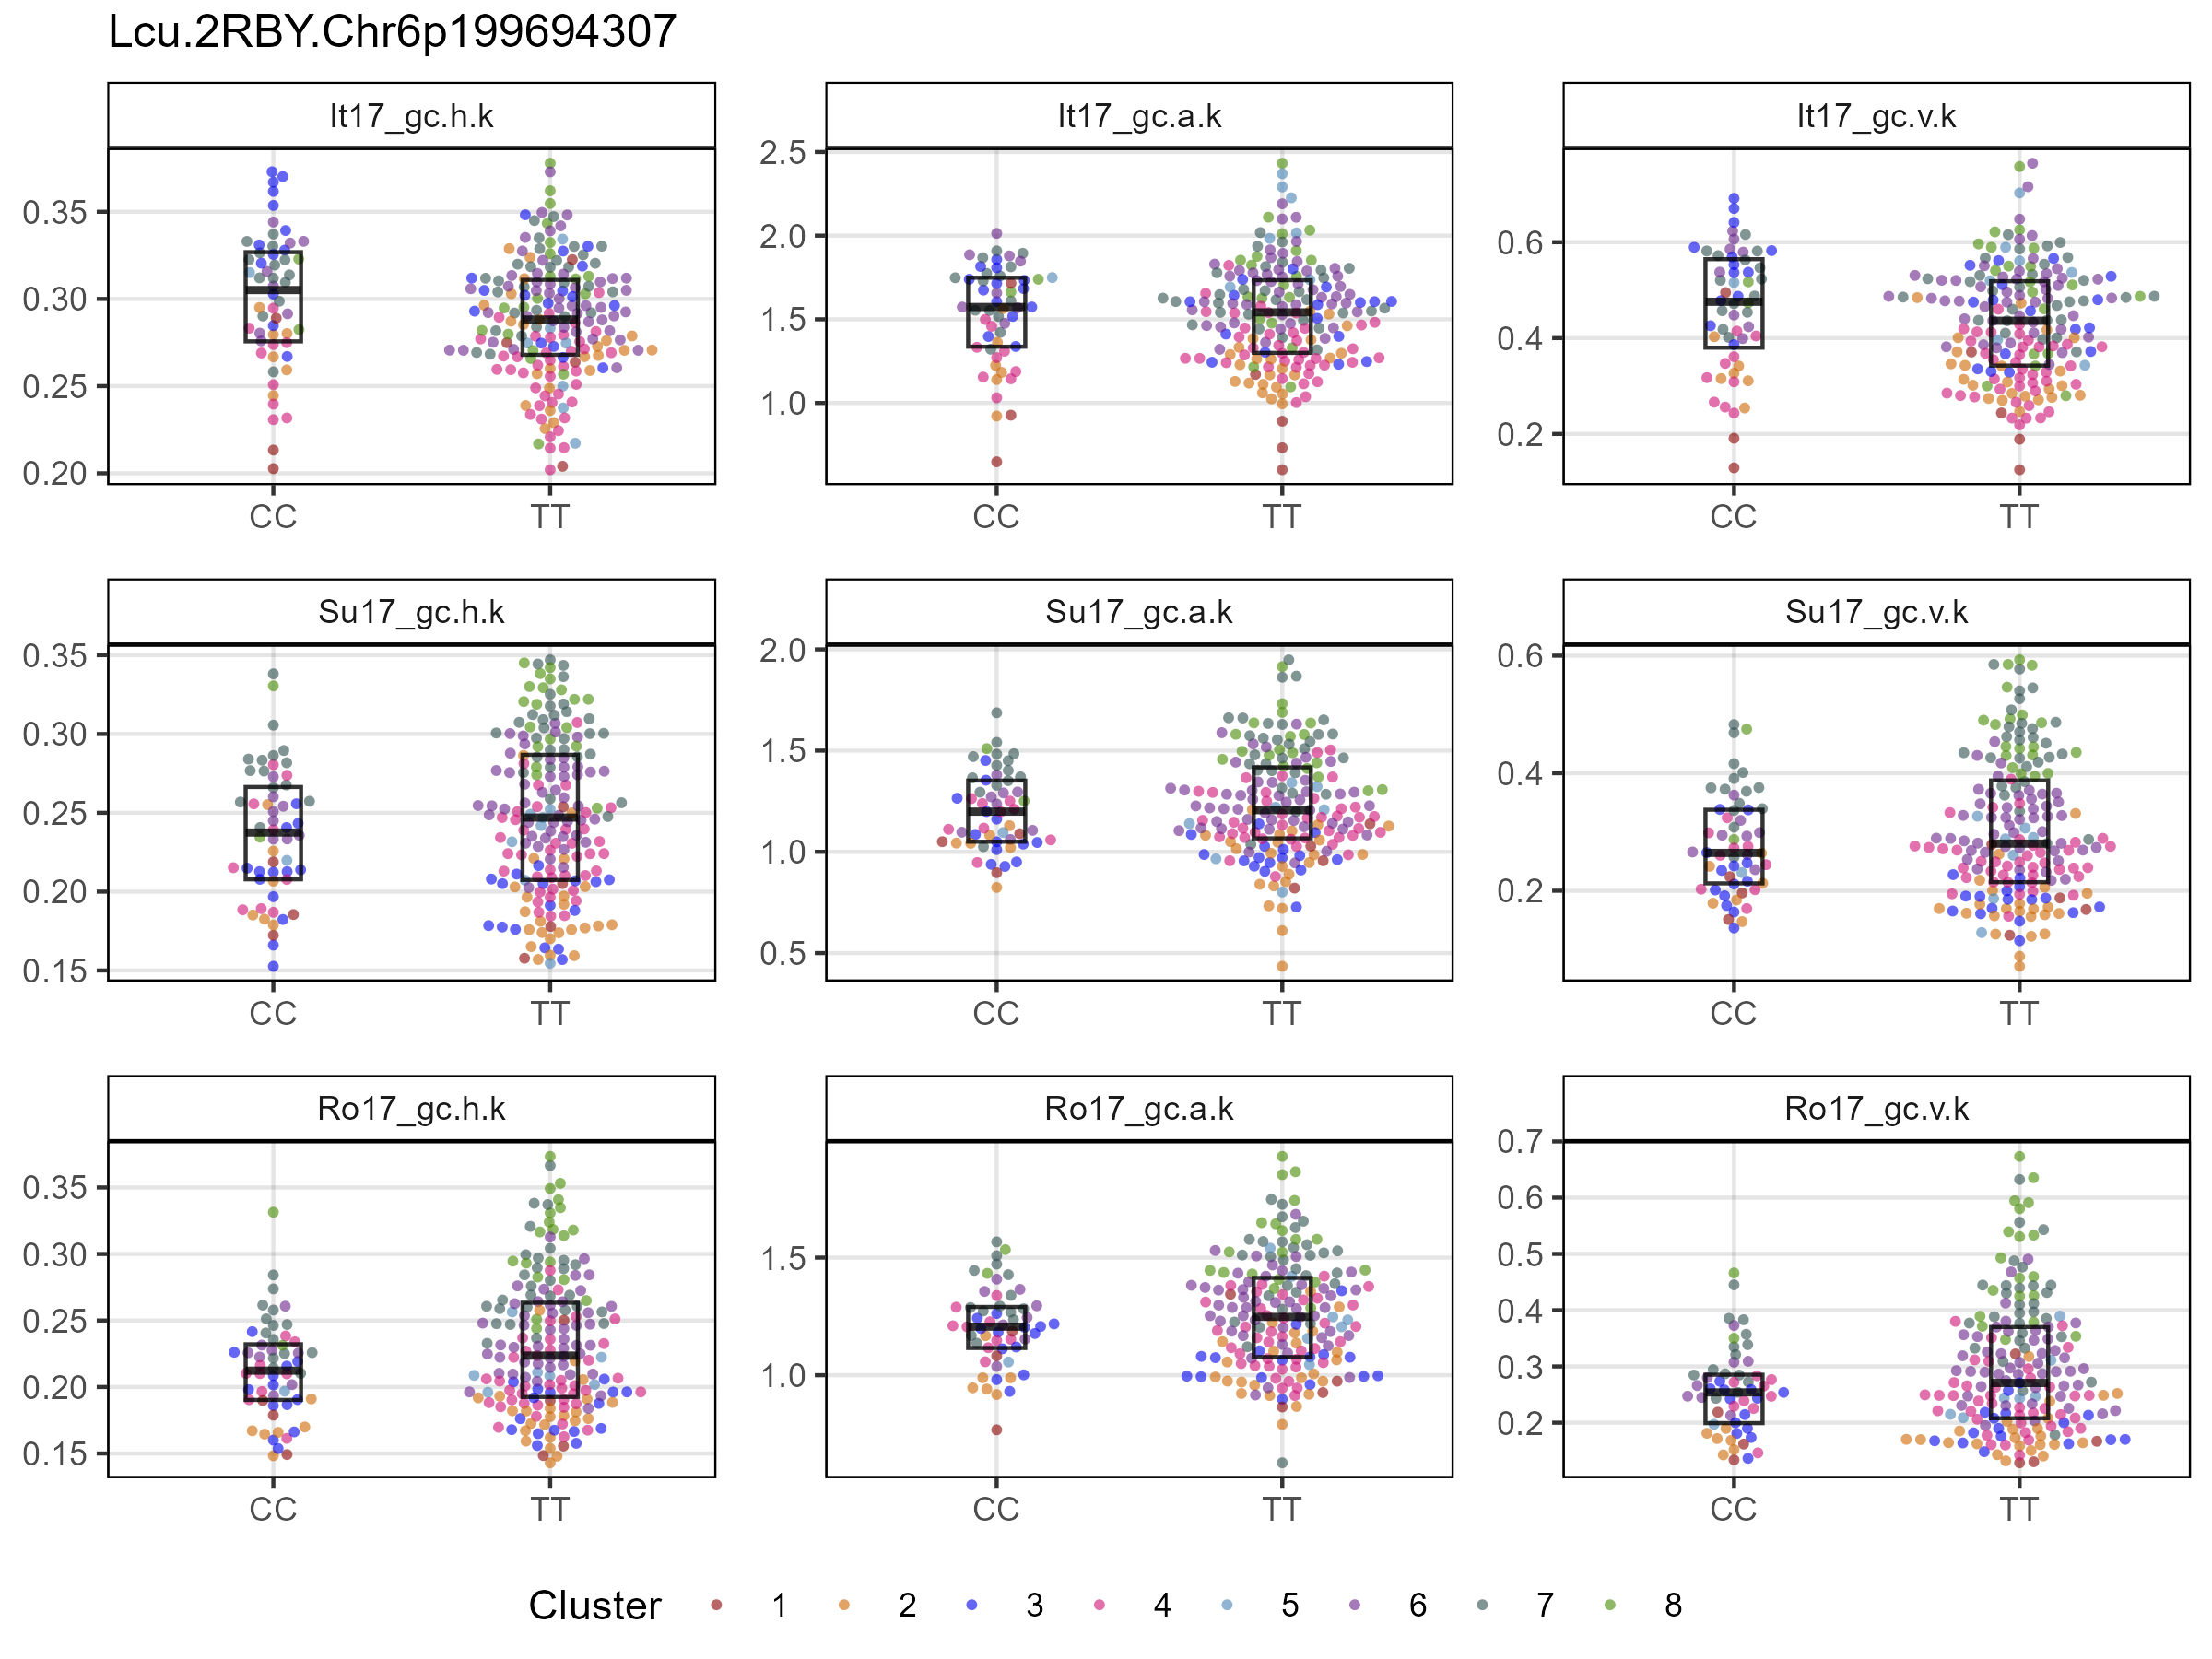 Lcu.2RBY.Chr6p199694307
It17_gc.h.k
It17_gc.a.k
It17_gc.v.k
0.35
0.30
0.25
0.20
2.5
2.0
1.5
1.0
0.6
0.4
0.2
CC TT
CC TT
CC TT
Su17_gc.h.k
Su17_gc.a.k
Su17_gc.v.k
0.35
0.30
0.25
0.20
0.15
2.0
1.5
1.0
0.5
0.6
0.4
0.2
CC TT
CC TT
CC TT
Ro17_gc.h.k
Ro17_gc.a.k
Ro17_gc.v.k
0.35
0.30
0.25
0.20
0.15
1.5
1.0
0.7
0.6
0.5
0.4
0.3
0.2
CC TT
CC TT
CC TT
Cluster 1 2 3 4 5 6 7 8